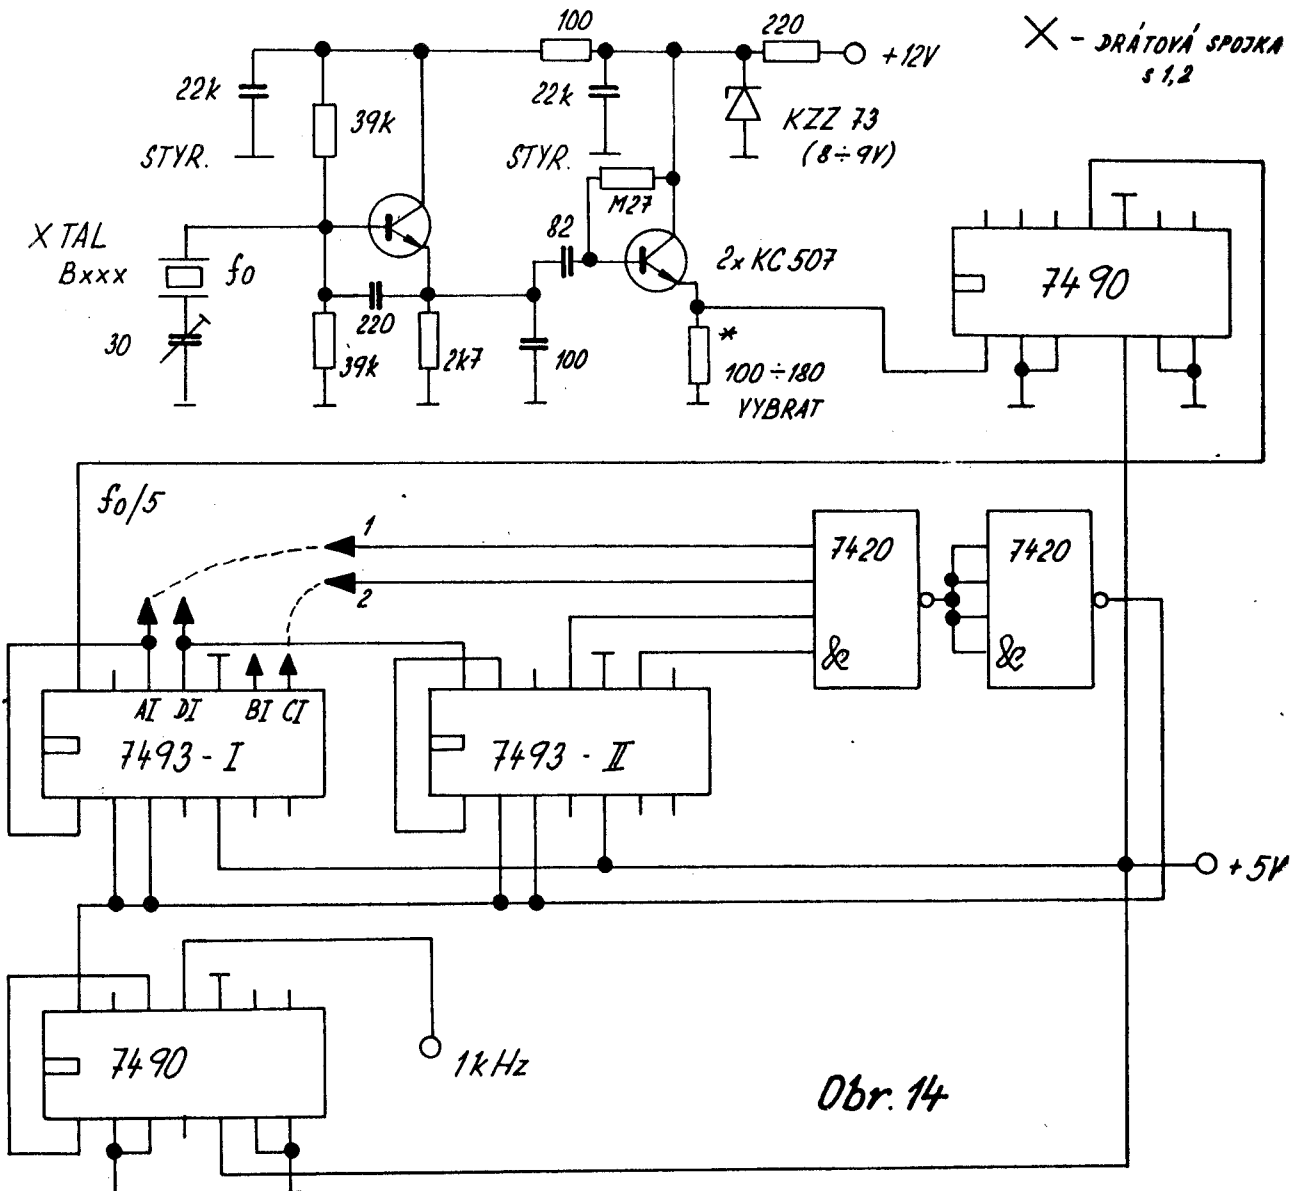 100
220
+12V
X - DRÁTOVÁ SPOJKA
s 1,2
22k
39k
STYR.
22k
STYR.
KZZ 73
(8÷9V)
M27
X TAL
Bxxx
f0
82
2x KC 507
7490
30
220
39k
2k7
100
*
100÷180
VYBRAT
f0/5
1
2
7420
&
7420
&
AI DI BI CI
7493 - I
7493 - II
+5V
7490
1kHz
Obr. 14